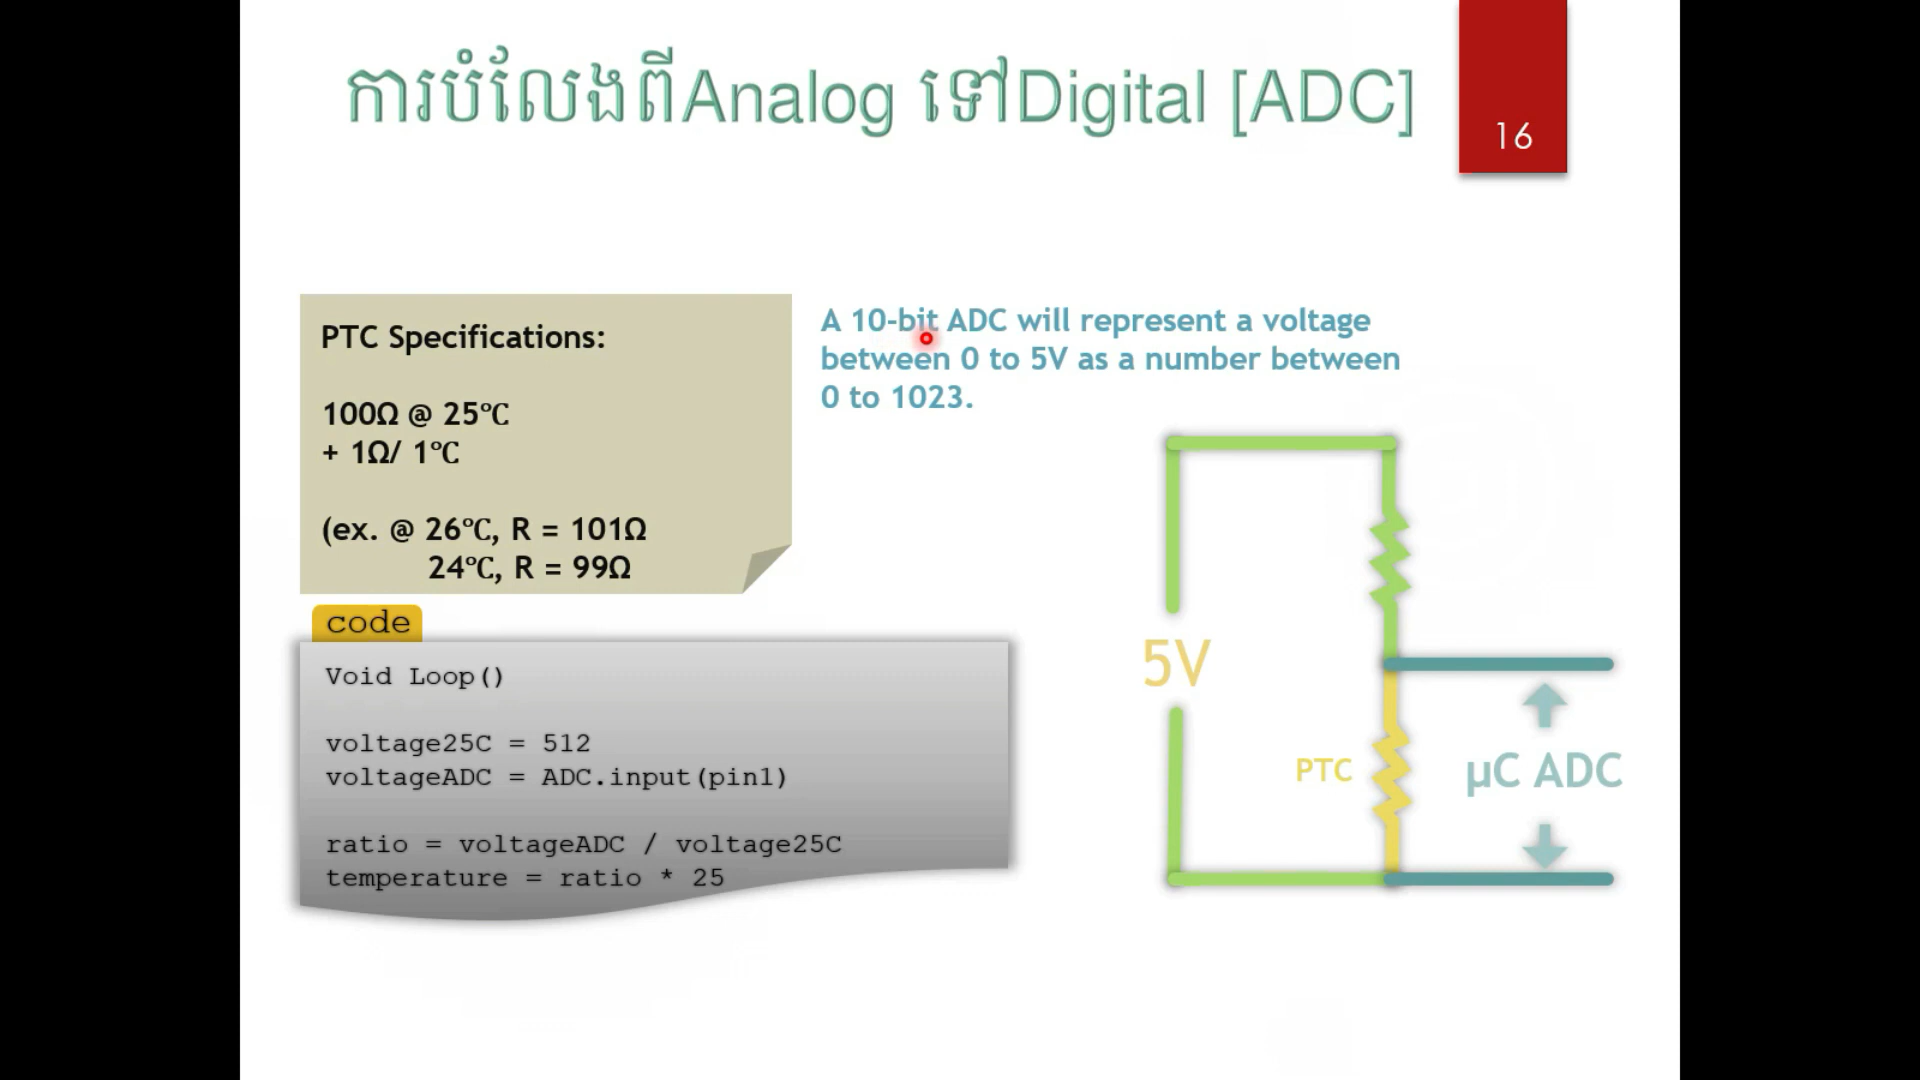 ការបំលែងពីAnalog ទៅDigital [ADC]
16
PTC Specifications:
100Ω @ 25℃
+ 1Ω/ 1℃
(ex. @ 26℃, R = 101Ω
24℃, R = 99Ω
A 10-bit ADC will represent a voltage
between 0 to 5V as a number between
0 to 1023.
code
Void Loop()
voltage25C = 512
voltageADC = ADC.input(pin1)
ratio = voltageADC / voltage25C
temperature = ratio * 25
5V
PTC
µC ADC